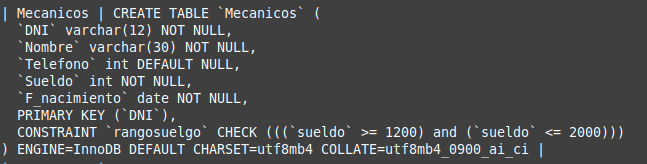 | Mecanicos | CREATE TABLE `Mecanicos` (
`DNI` varchar(12) NOT NULL,
`Nombre` varchar(30) NOT NULL,
`Telefono` int DEFAULT NULL,
`Sueldo` int NOT NULL,
`F_nacimiento` date NOT NULL,
PRIMARY KEY (`DNI`),
CONSTRAINT `rangosuelgo` CHECK (((`sueldo` >= 1200) and (`sueldo` <= 2000)))
) ENGINE=InnoDB DEFAULT CHARSET=utf8mb4 COLLATE=utf8mb4_0900_ai_ci |